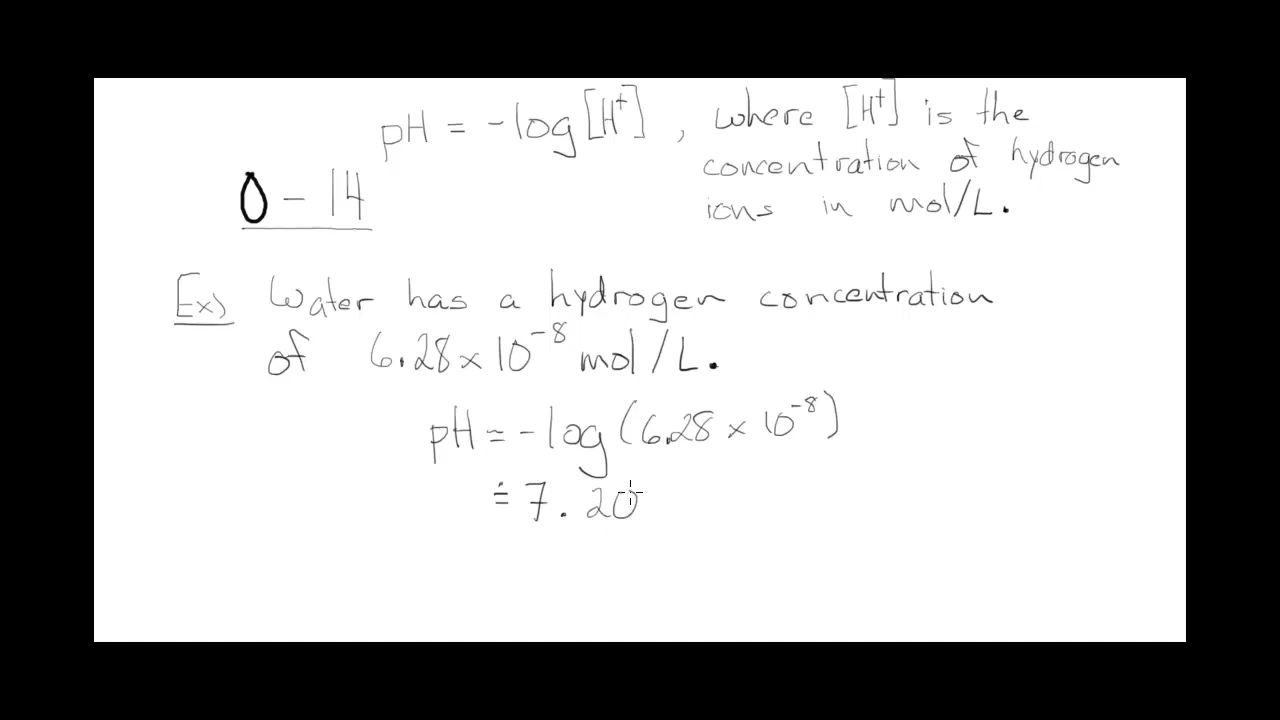 pH = -log[H⁺] , where [H⁺] is the
concentration of hydrogen
ions in mol/L.
0 - 14
Ex) Water has a hydrogen concentration
of 6.28 x 10⁻⁸ mol/L.
pH = -log(6.28 x 10⁻⁸)
≐ 7.20